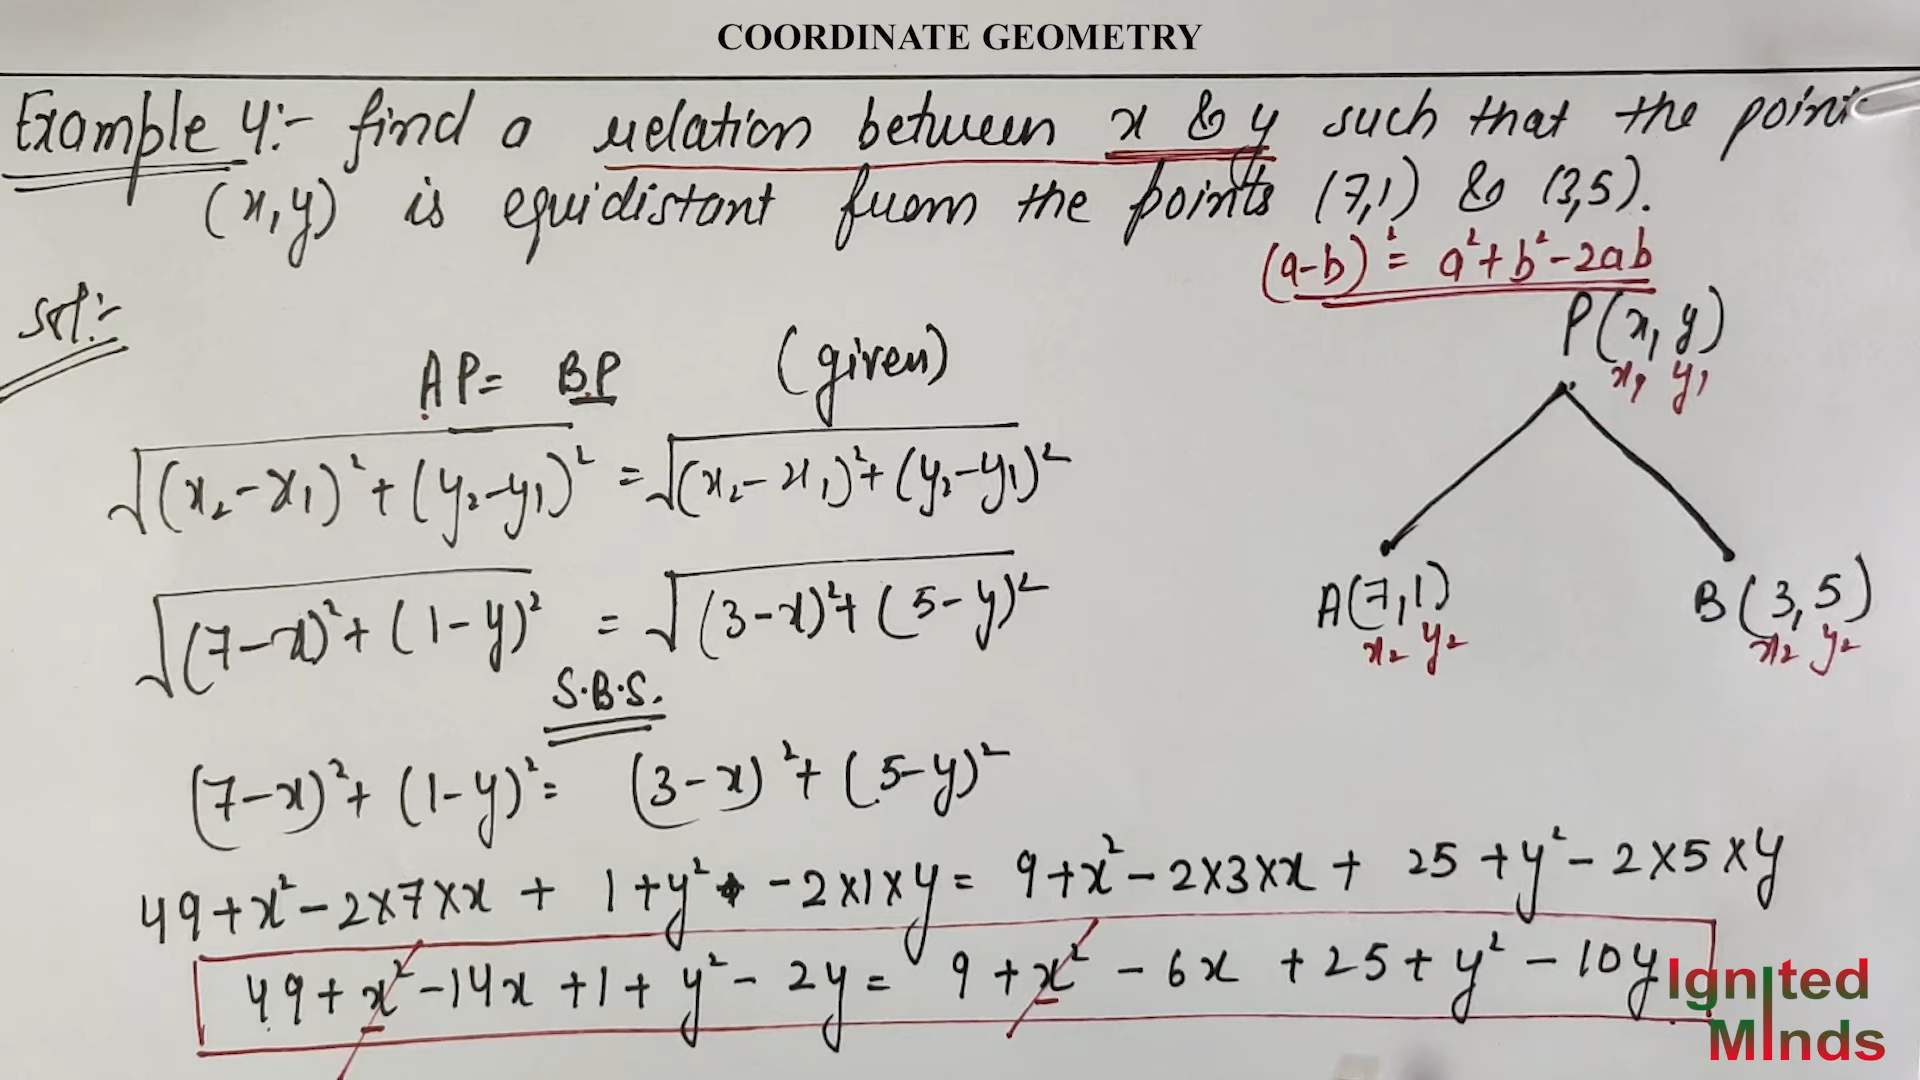 COORDINATE GEOMETRY
Example 4:- find a relation between x & y such that the point
(x,y) is equidistant from the points (7,1) & (3,5).
(a-b)² = a²+b²-2ab
Sol:-
P(x, y)
x₁ y₁
AP = BP (given)
√(x₂-x₁)²+(y₂-y₁)² = √(x₂-x₁)²+(y₂-y₁)²
√(7-x)²+(1-y)² = √(3-x)²+(5-y)²
A(7,1) B(3,5)
x₂ y₂ x₂ y₂
S.B.S.
(7-x)²+(1-y)² = (3-x)²+(5-y)²
49+x²-2×7×x + 1+y² -2×1×y = 9+x²-2×3×x + 25+y²-2×5×y
49+x²-14x+1+y²-2y = 9+x²-6x+25+y²-10y
Ignited
Minds